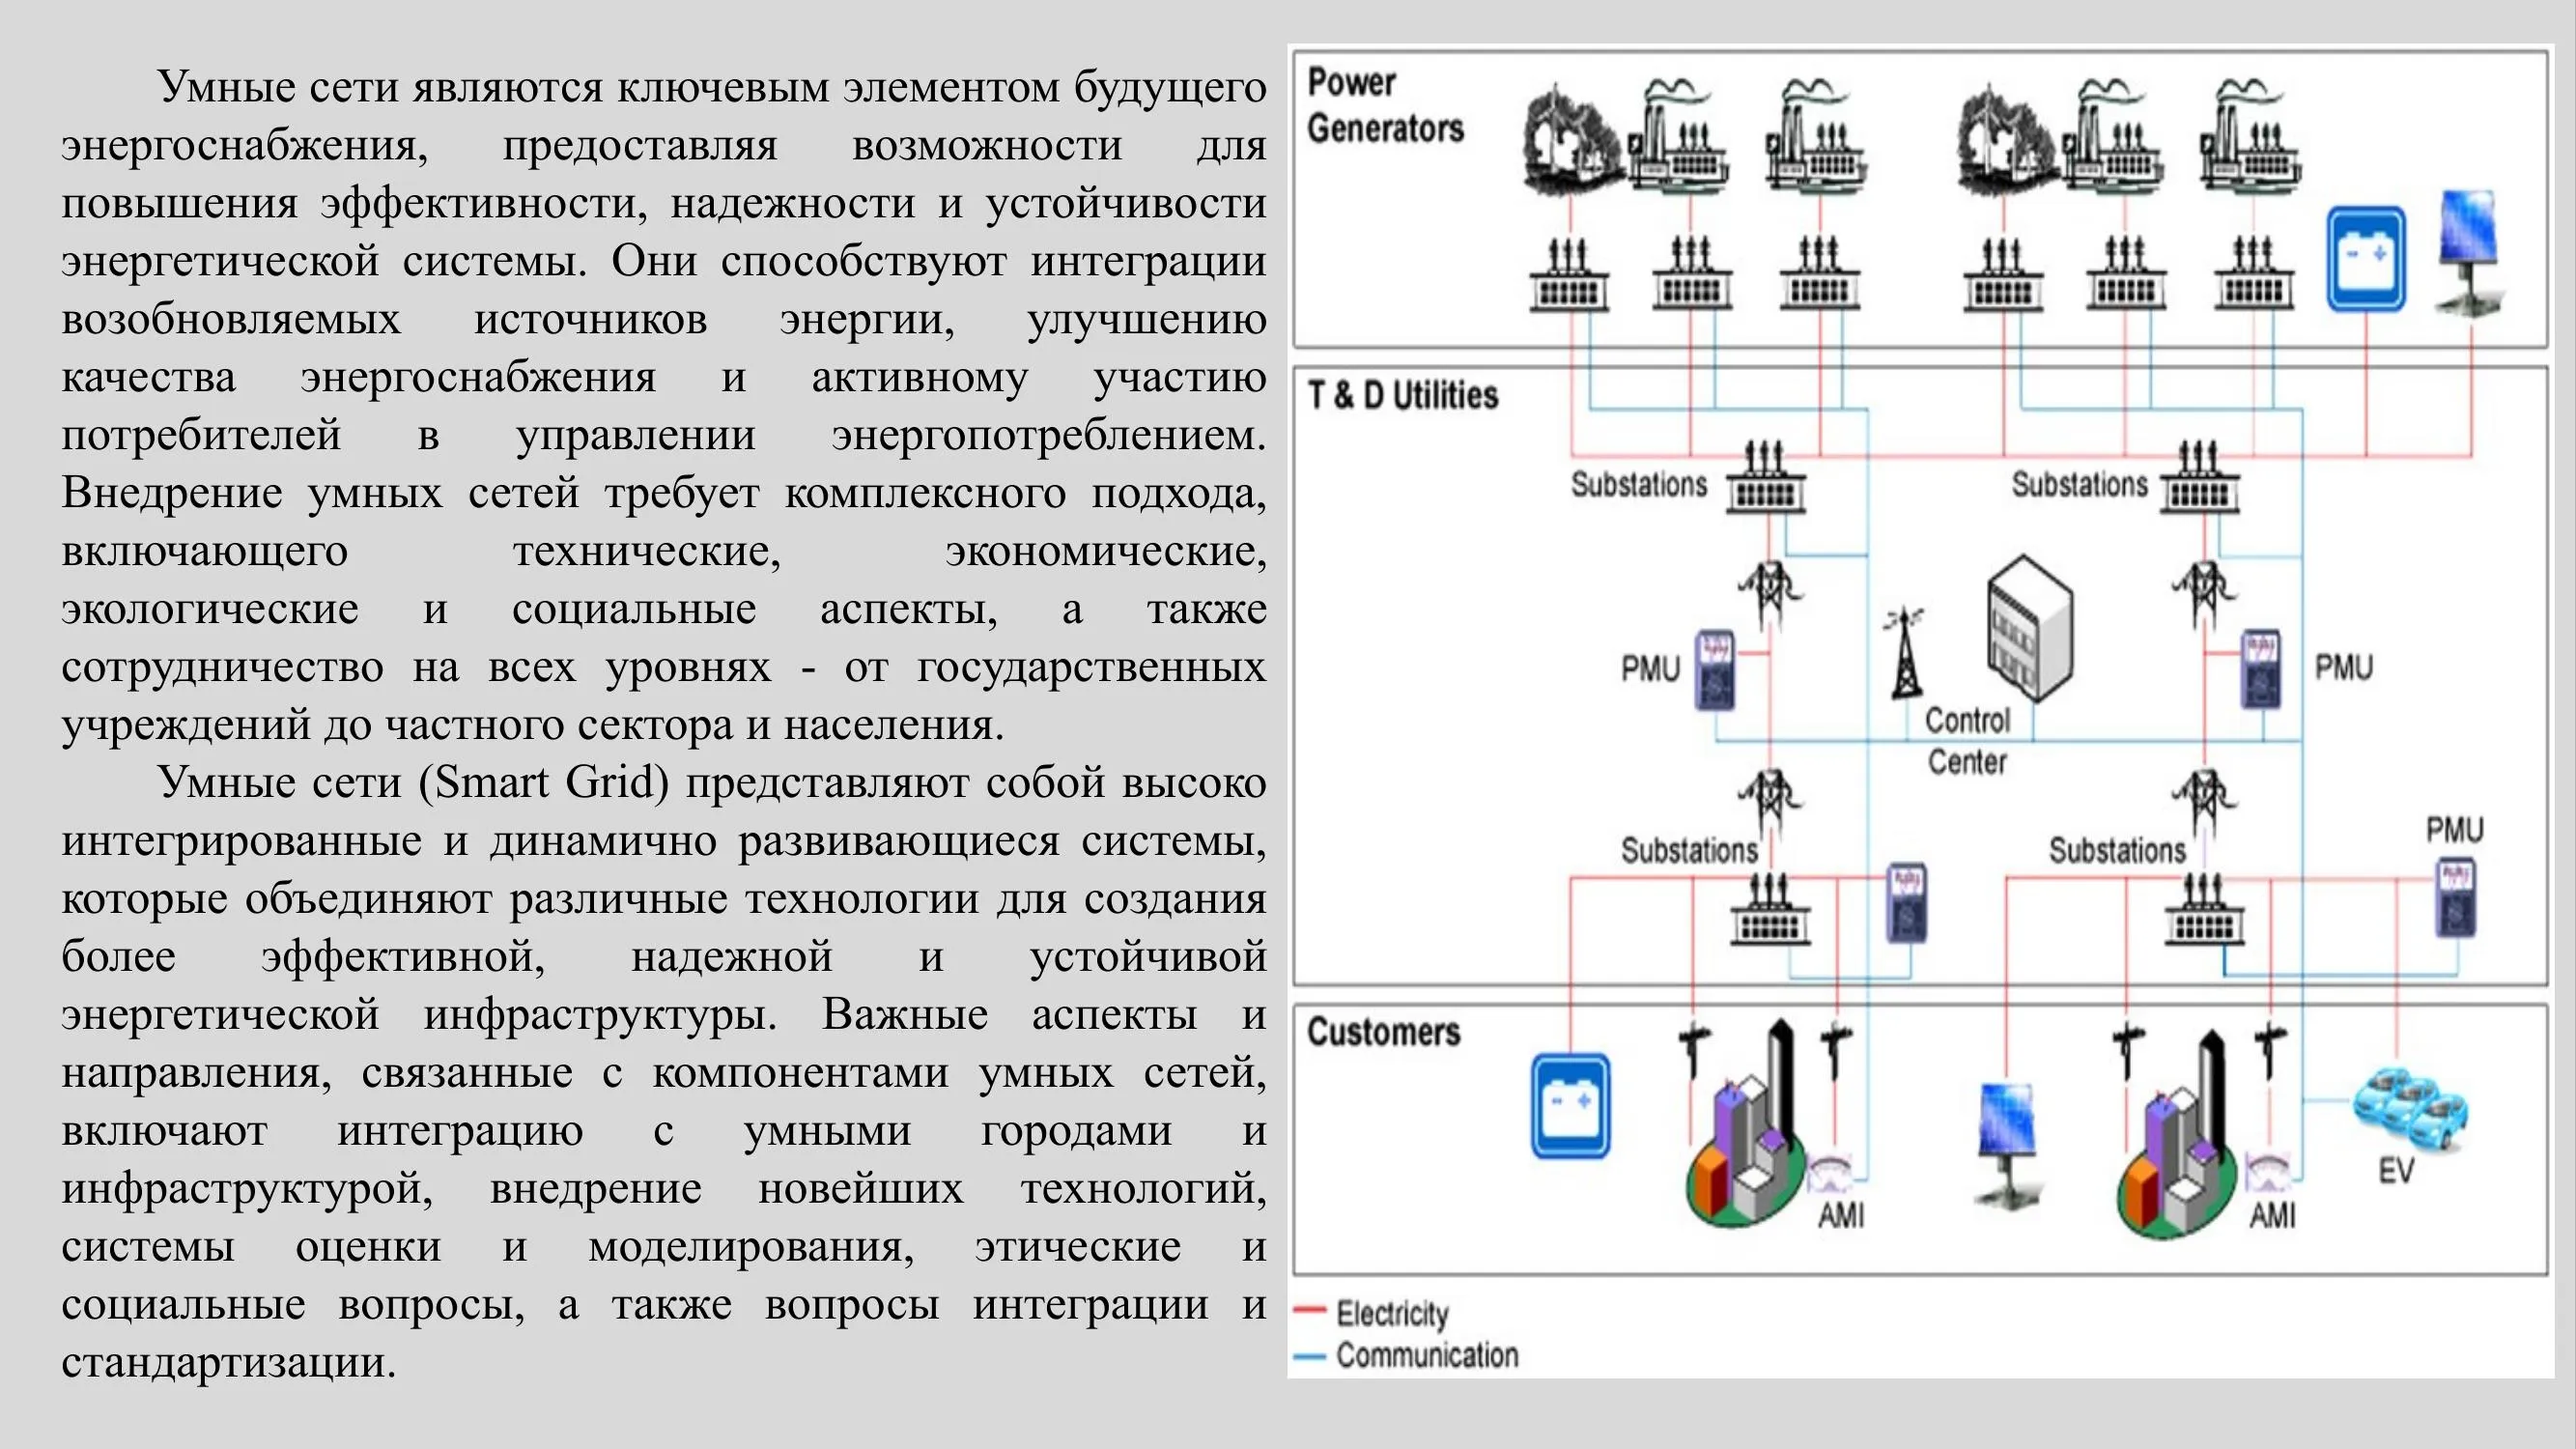 Умные сети являются ключевым элементом будущего
энергоснабжения, предоставляя возможности для
повышения эффективности, надежности и устойчивости
энергетической системы. Они способствуют интеграции
возобновляемых источников энергии, улучшению
качества энергоснабжения и активному участию
потребителей в управлении энергопотреблением.
Внедрение умных сетей требует комплексного подхода,
включающего технические, экономические,
экологические и социальные аспекты, а также
сотрудничество на всех уровнях - от государственных
учреждений до частного сектора и населения.
Умные сети (Smart Grid) представляют собой высоко
интегрированные и динамично развивающиеся системы,
которые объединяют различные технологии для создания
более эффективной, надежной и устойчивой
энергетической инфраструктуры. Важные аспекты и
направления, связанные с компонентами умных сетей,
включают интеграцию с умными городами и
инфраструктурой, внедрение новейших технологий,
системы оценки и моделирования, этические и
социальные вопросы, а также вопросы интеграции и
стандартизации.
Power
Generators
T & D Utilities
Substations
Substations
PMU
PMU
Control
Center
Substations
Substations
PMU
Customers
AMI
AMI
EV
Electricity
Communication